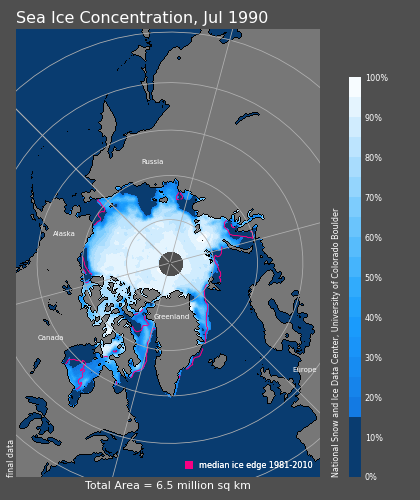 Sea Ice Concentration, Jul 1990
Russia
Alaska
Greenland
Canada
Europe
median ice edge 1981-2010
Total Area = 6.5 million sq km
final data
100%
90%
80%
70%
60%
50%
40%
30%
20%
10%
0%
National Snow and Ice Data Center, University of Colorado Boulder